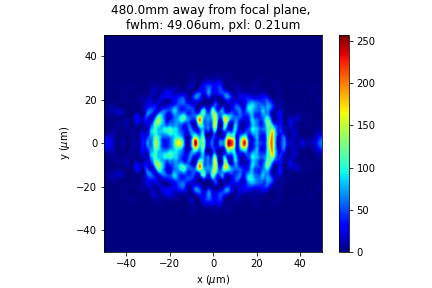 480.0mm away from focal plane,
fwhm: 49.06um, pxl: 0.21um
40
20
0
−20
−40
y (μm)
−40 −20 0 20 40
x (μm)
250
200
150
100
50
0